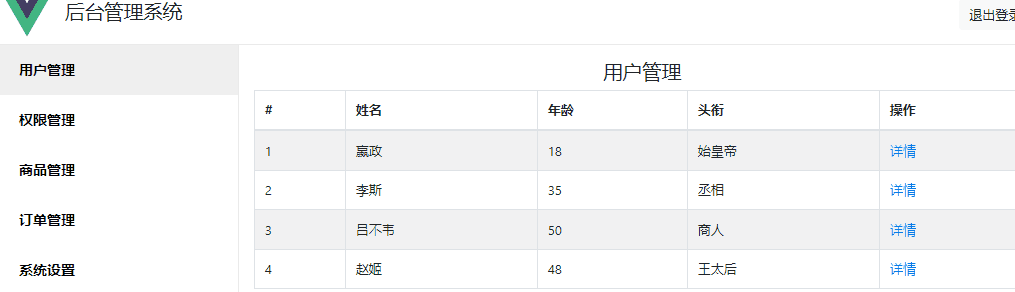 后台管理系统
退出登录
用户管理
权限管理
商品管理
订单管理
系统设置
用户管理
# 姓名 年龄 头衔 操作
1 嬴政 18 始皇帝 详情
2 李斯 35 丞相 详情
3 吕不韦 50 商人 详情
4 赵姬 48 王太后 详情